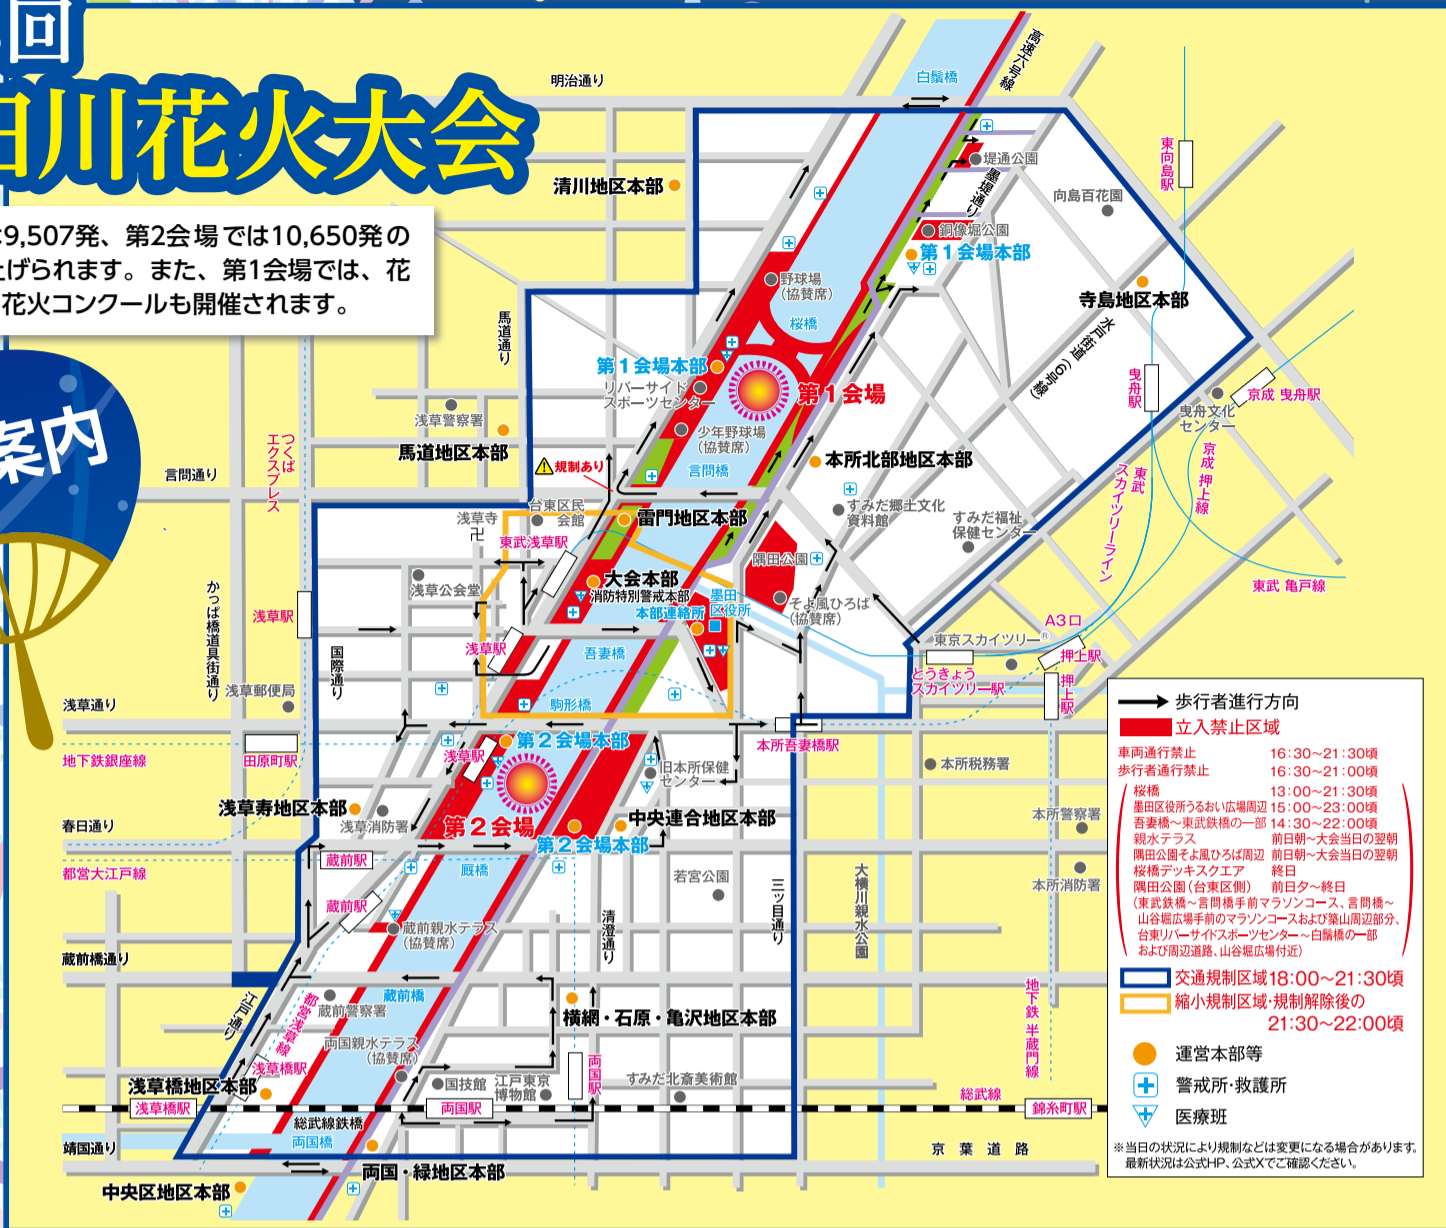 回
田川花火大会
は9,507発、第2会場では10,650発の
上げられます。また、第1会場では、花
花火コンクールも開催されます。
案内
明治通り
白鬚橋
高速六号線
堤通公園
墨堤通り
東向島駅
清川地区本部
向島百花園
銅像堀公園
第1会場本部
野球場
(協賛席)
寺島地区本部
馬道通り
桜橋
水戸街道(6号線)
第1会場本部
リバーサイド
スポーツセンター
第1会場
曳舟駅
京成 曳舟駅
曳舟文化
センター
浅草警察署
少年野球場
(協賛席)
馬道地区本部
つくば
エクスプレス
言問通り
規制あり
言問橋
本所北部地区本部
東武
スカイツリーライン
京成 押上線
台東区民
会館
浅草寺
卍
雷門地区本部
すみだ郷土文化
資料館
すみだ福祉
保健センター
東武浅草駅
隅田公園
東武 亀戸線
かっぱ橋道具街通り
浅草公会堂
大会本部
消防特別警戒本部
本部連絡所
墨田
区役所
そよ風ひろば
(協賛席)
浅草駅
国際通り
浅草駅
吾妻橋
東京スカイツリー®
A3口
押上駅
とうきょう
スカイツリー駅
押上駅
浅草郵便局
浅草通り
駒形橋
地下鉄銀座線
田原町駅
浅草駅
第2会場本部
本所吾妻橋駅
旧本所保健
センター
本所税務署
浅草寿地区本部
浅草消防署
第2会場
中央連合地区本部
本所警察署
春日通り
第2会場本部
都営大江戸線
蔵前駅
厩橋
若宮公園
本所消防署
三ツ目通り
大横川親水公園
蔵前駅
蔵前親水テラス
(協賛席)
清澄通り
蔵前橋通り
蔵前橋
江戸通り
都営浅草線
蔵前警察署
横網・石原・亀沢地区本部
地下鉄 半蔵門線
両国親水テラス
(協賛席)
浅草橋駅
浅草橋地区本部
国技館
江戸東京
博物館
両国駅
すみだ北斎美術館
浅草橋駅
両国駅
総武線
錦糸町駅
総武線鉄橋
靖国通り
両国橋
京葉道路
両国・緑地区本部
中央区地区本部
歩行者進行方向
立入禁止区域
車両通行禁止 16:30～21:30頃
歩行者通行禁止 16:30～21:00頃
桜橋 13:00～21:30頃
墨田区役所うるおい広場周辺 15:00～23:00頃
吾妻橋～東武鉄橋の一部 14:30～22:00頃
親水テラス 前日朝～大会当日の翌朝
隅田公園そよ風ひろば周辺 前日朝～大会当日の翌朝
桜橋デッキスクエア 終日
隅田公園(台東区側) 前日夕～終日
(東武鉄橋～言問橋手前マラソンコース、言問橋～
山谷堀広場手前のマラソンコースおよび築山周辺部分、
台東リバーサイドスポーツセンター～白鬚橋の一部
および周辺道路、山谷堀広場付近)
交通規制区域18:00～21:30頃
縮小規制区域・規制解除後の
21:30～22:00頃
運営本部等
警戒所・救護所
医療班
※当日の状況により規制などは変更になる場合があります。
最新状況は公式HP、公式Xでご確認ください。